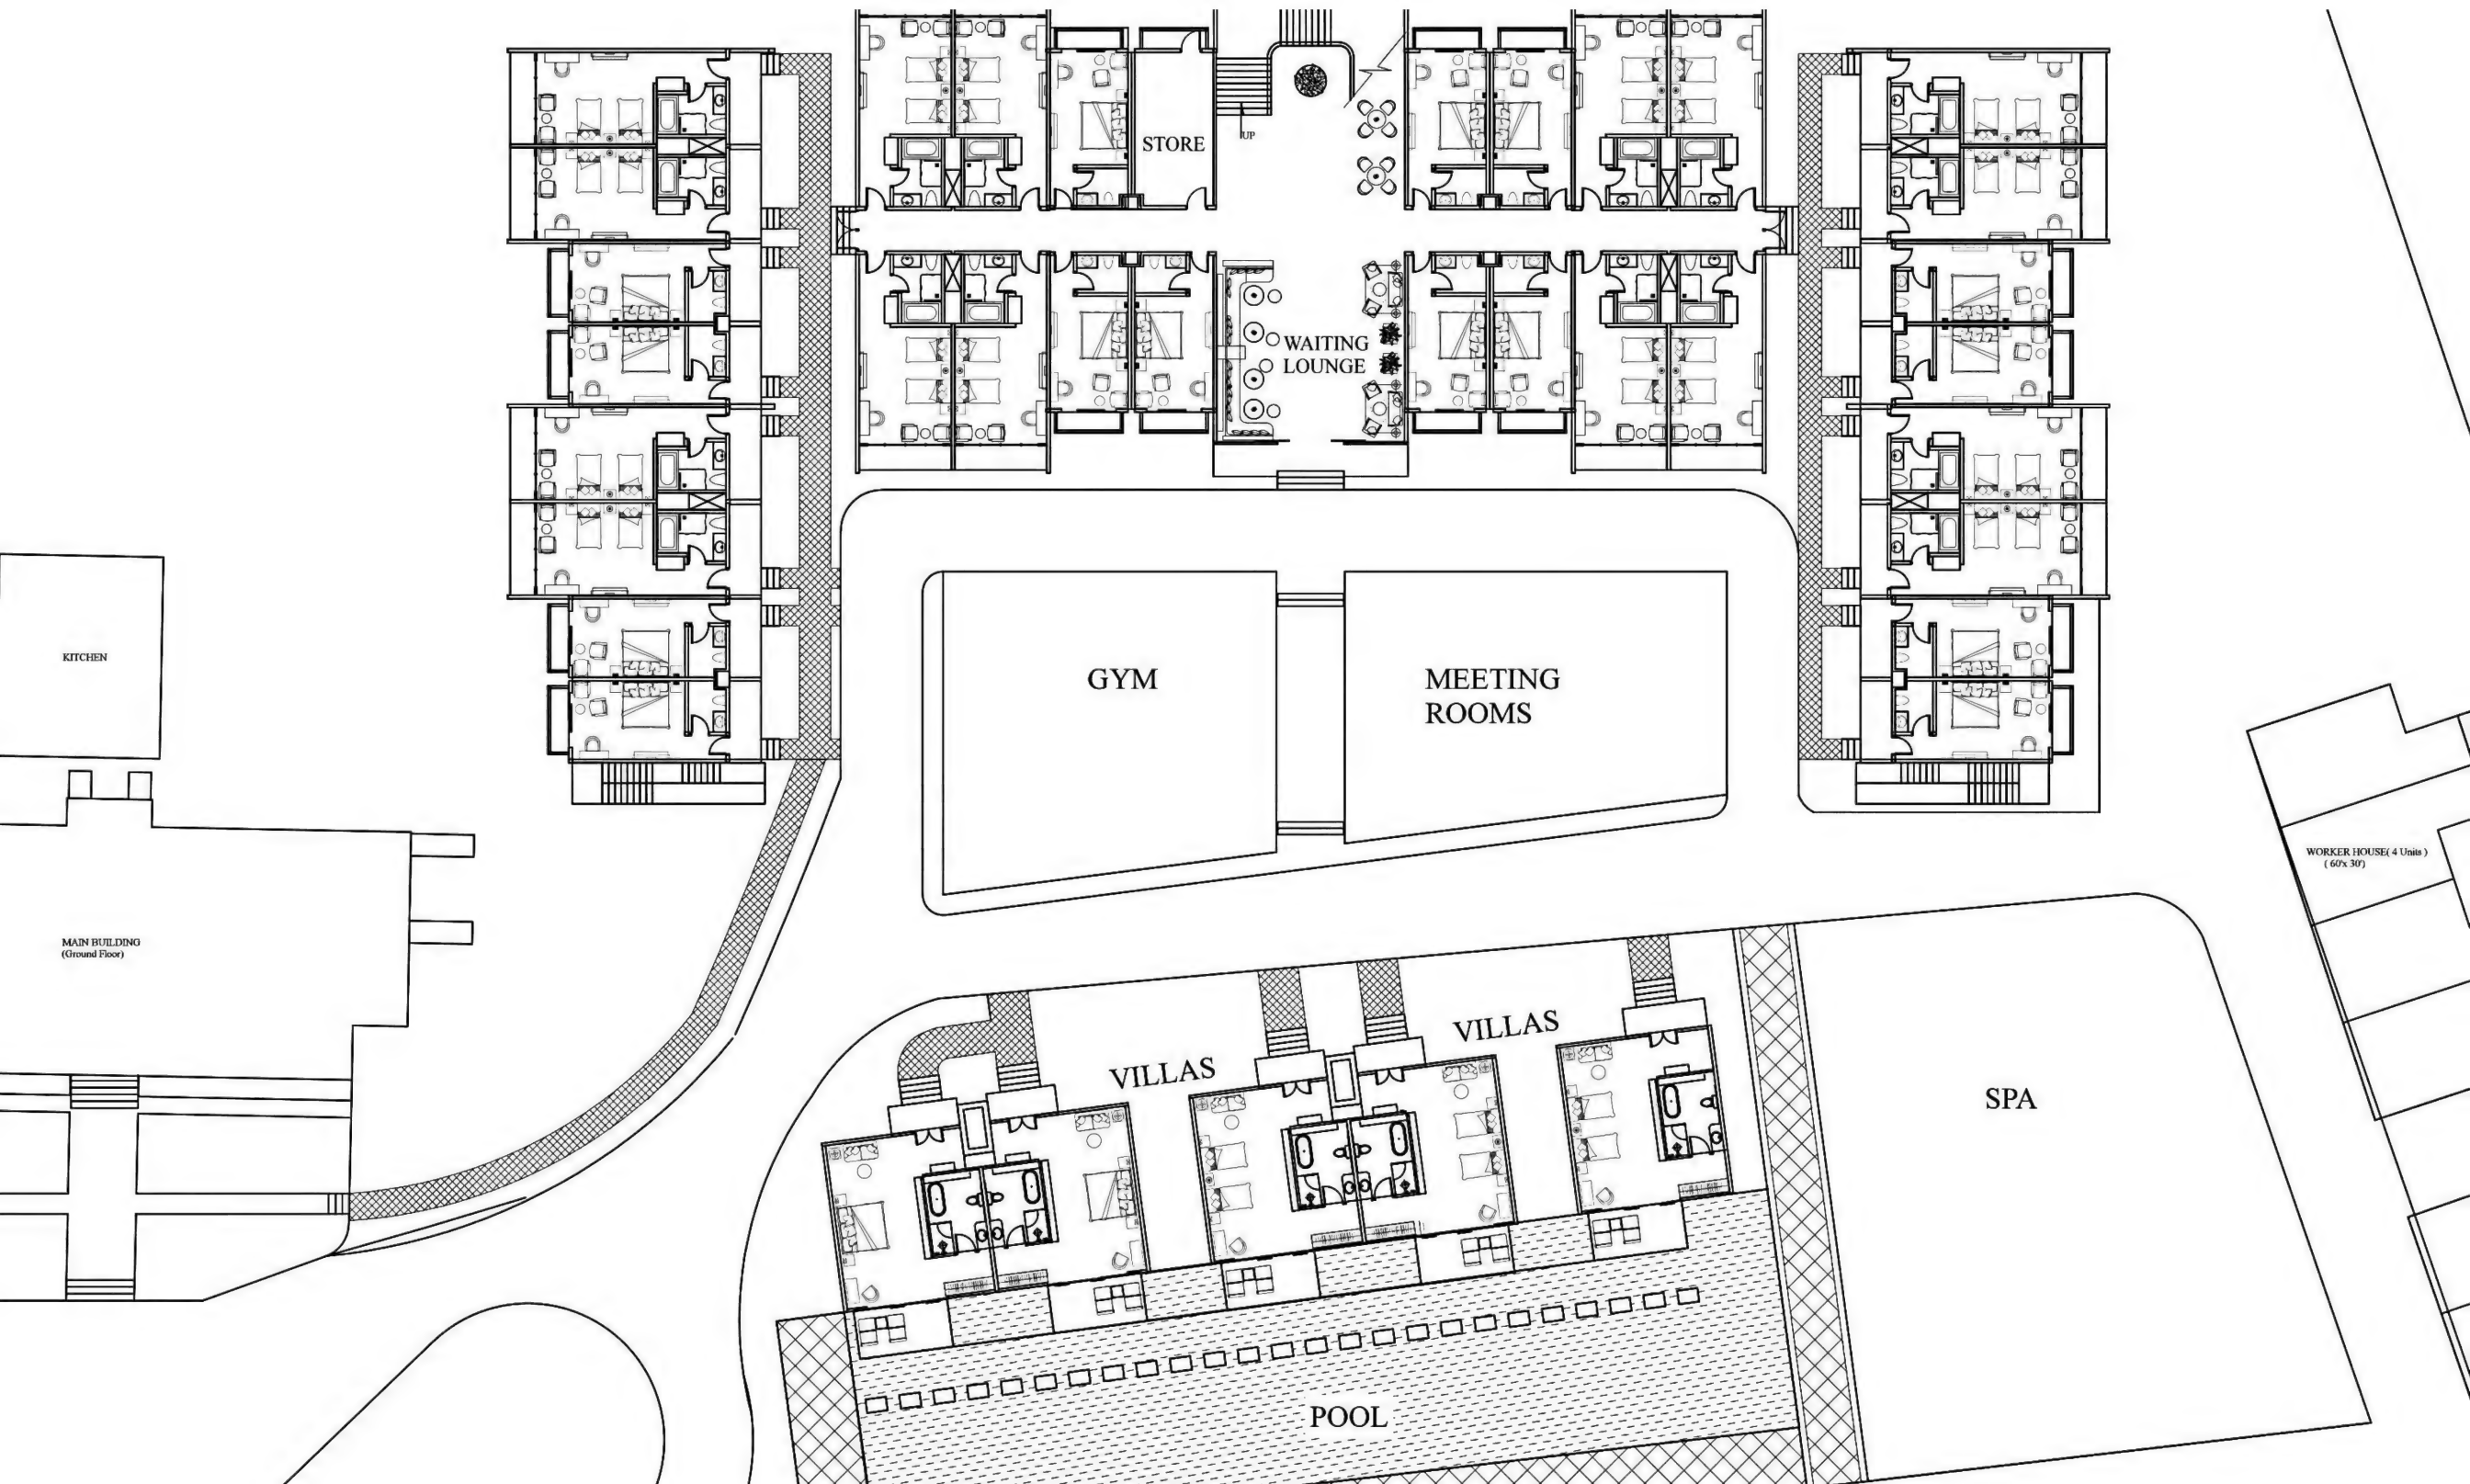 STORE
UP
WAITING
LOUNGE
KITCHEN
GYM
MEETING
ROOMS
WORKER HOUSE( 4 Units )
( 60'x 30')
MAIN BUILDING
(Ground Floor)
VILLAS
VILLAS
SPA
POOL